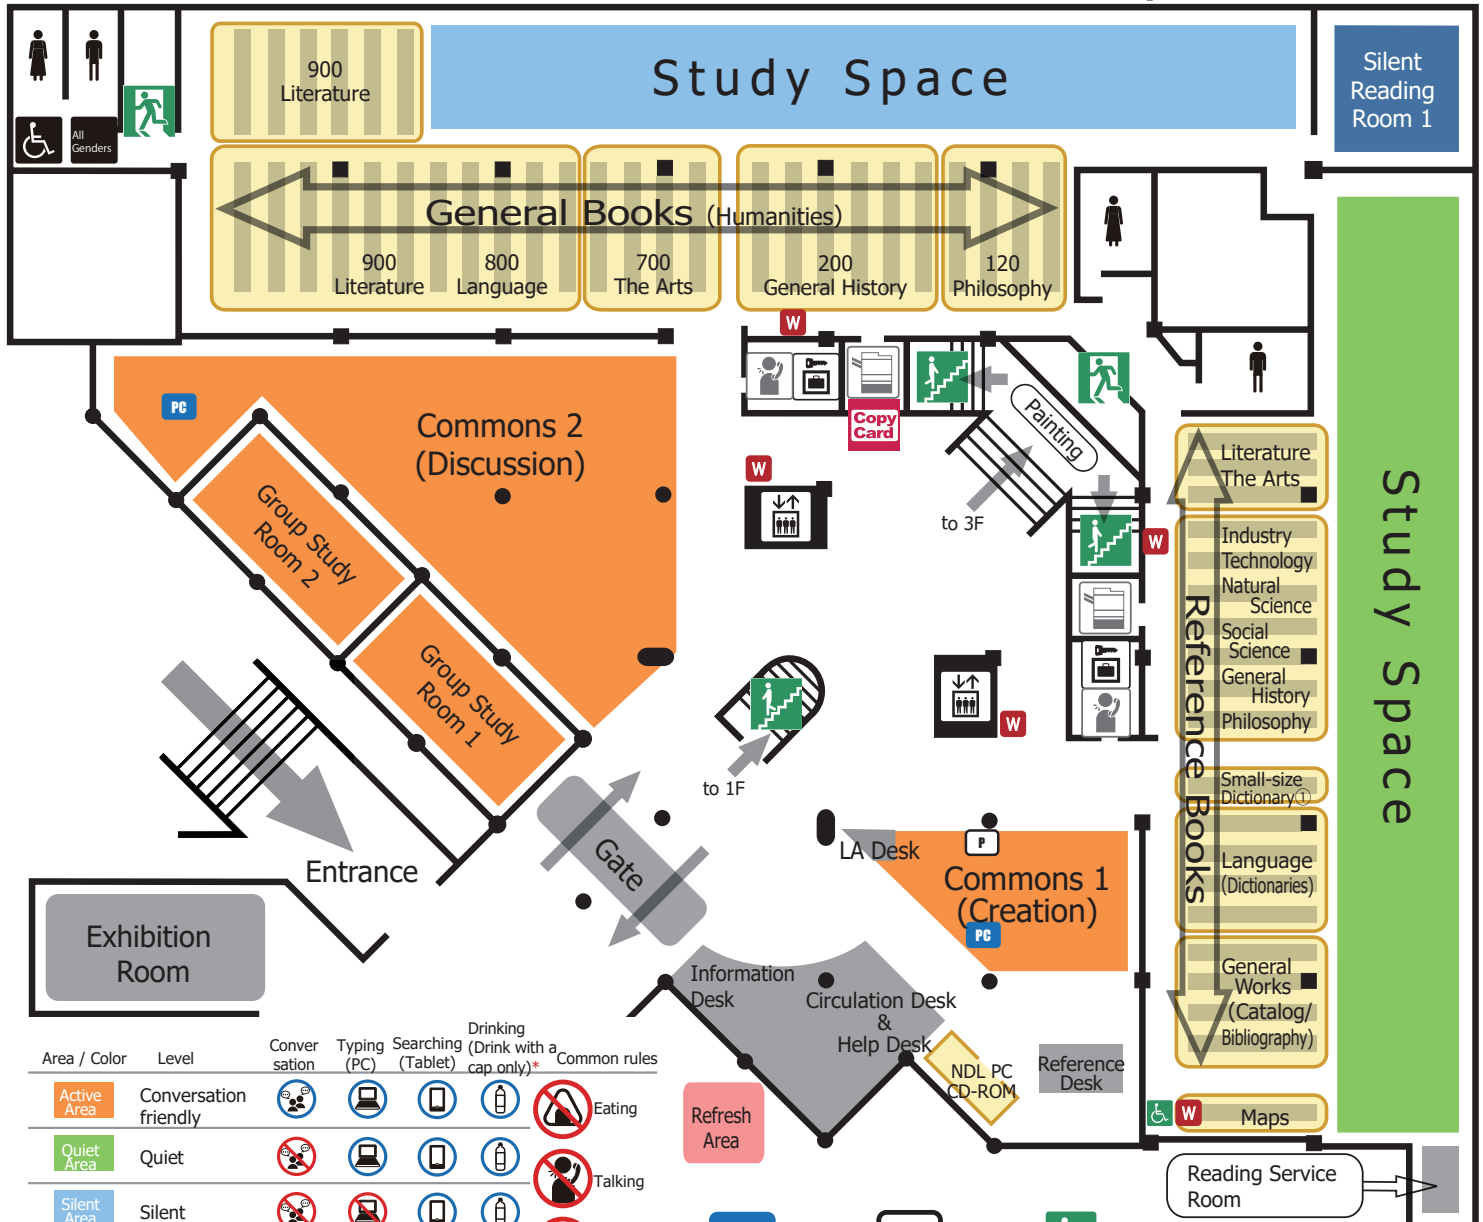 900
Literature
Study Space
Silent
Reading
Room 1
All
Genders
General Books (Humanities)
900
Literature
800
Language
700
The Arts
200
General History
120
Philosophy
W
PC
Commons 2
(Discussion)
Copy
Card
Painting
W
to 3F
W
Literature
The Arts
Industry
Technology
Natural
Science
Social
Science
General
History
Philosophy
Small-size
Dictionary①
Language
(Dictionaries)
General
Works
(Catalog/
Bibliography)
Maps
Reference Books
Study Space
Group Study
Room 2
Group Study
Room 1
W
to 1F
Gate
Entrance
LA Desk
P
Commons 1
(Creation)
PC
Exhibition
Room
Information
Desk
Circulation Desk
&
Help Desk
NDL PC
CD-ROM
Reference
Desk
Refresh
Area
W
Reading Service
Room
Area / Color
Level
Conver
sation
Typing
(PC)
Searching
(Tablet)
Drinking
(Drink with a
cap only)*
Common rules
Active
Area
Conversation
friendly
Eating
Quiet
Area
Quiet
Talking
Silent
Area
Silent